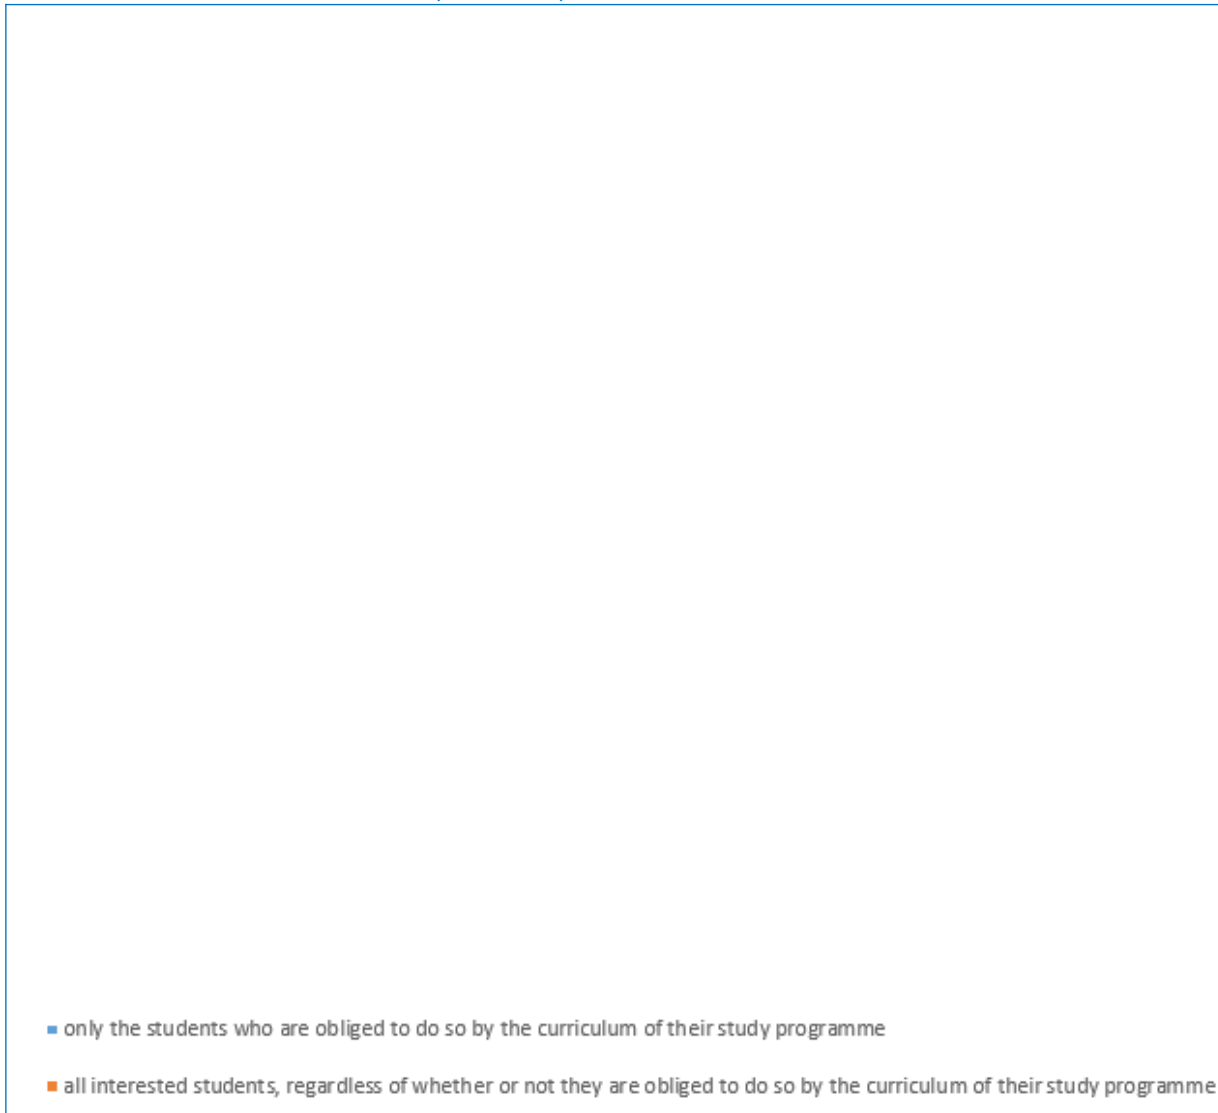 only the students who are obliged to do so by the curriculum of their study programme
all interested students, regardless of whether or not they are obliged to do so by the curriculum of their study programme